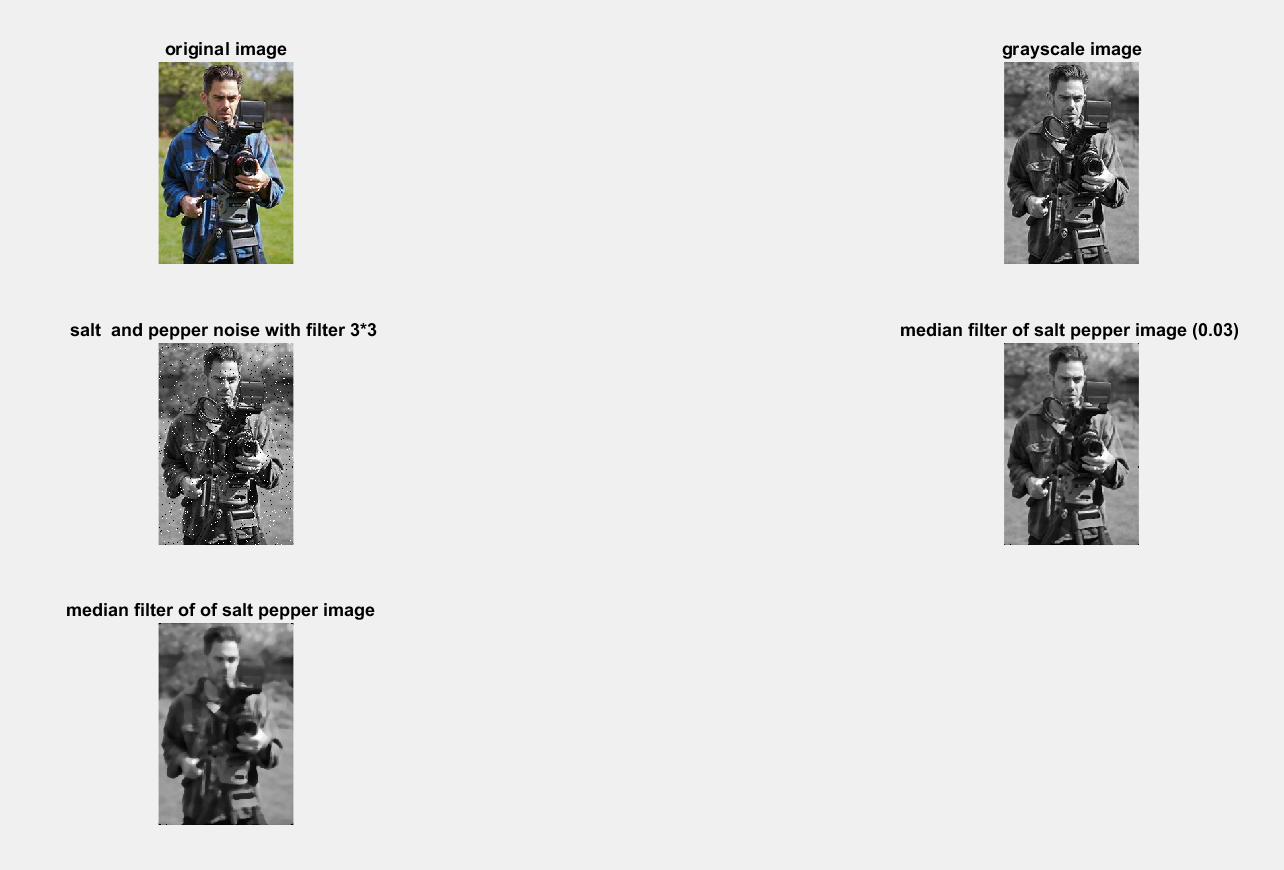 original image
grayscale image
salt  and pepper noise with filter 3*3
median filter of salt pepper image (0.03)
median filter of of salt pepper image